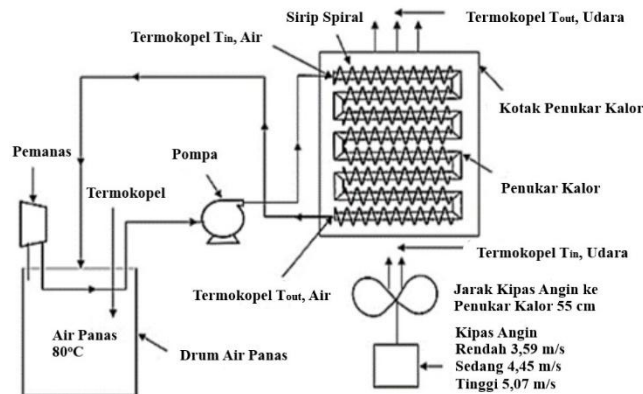 Sirip Spiral
Termokopel Tout, Udara
Termokopel Tin, Air
Kotak Penukar Kalor
Pemanas
Pompa
Termokopel
Penukar Kalor
Termokopel Tin, Udara
Termokopel Tout, Air
Jarak Kipas Angin ke
Penukar Kalor 55 cm
Air Panas
80°C
Drum Air Panas
Kipas Angin
Rendah 3,59 m/s
Sedang 4,45 m/s
Tinggi 5,07 m/s